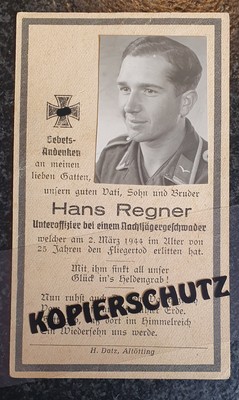 Gebets-
Andenken
an meinen
lieben Gatten,
unsern guten Vati, Sohn und Bruder
Hans Regner
Unteroffizier bei einem Nachtjägergeschwader
welcher am 2. März 1944 im Alter von
25 Jahren den Fliegertod erlitten hat.
Mit ihm sinkt all unser
Glück in's Heldengrab!
Nun ruhst
Erde.
dort im Himmelreich
Ein Wiedersehn uns werde.
KOPIERSCHUTZ
H. Dutz, Altötting